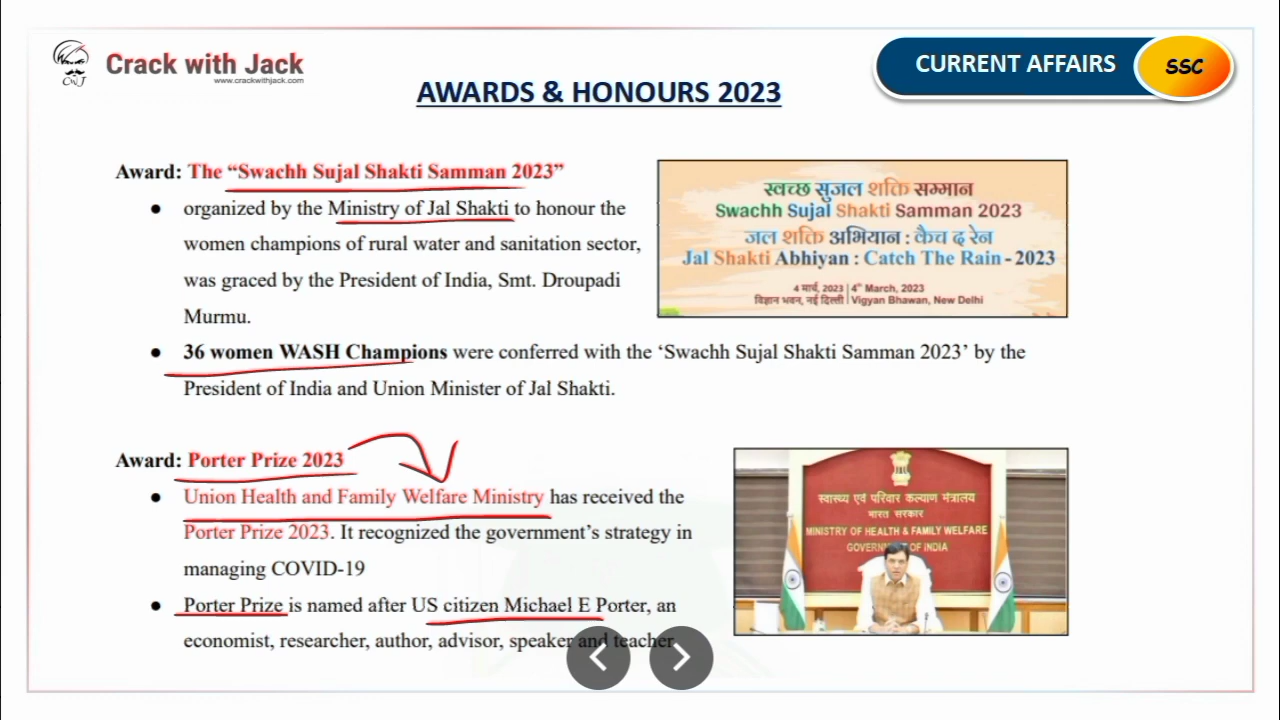 Crack with Jack
www.crackwithjack.com
CWJ
CURRENT AFFAIRS
SSC
AWARDS & HONOURS 2023
Award: The “Swachh Sujal Shakti Samman 2023”
● organized by the Ministry of Jal Shakti to honour the
women champions of rural water and sanitation sector,
was graced by the President of India, Smt. Droupadi
Murmu.
स्वच्छ सुजल शक्ति सम्मान
Swachh Sujal Shakti Samman 2023
जल शक्ति अभियान : कैच द रेन
Jal Shakti Abhiyan : Catch The Rain - 2023
4 मार्च, 2023 | 4th March, 2023
विज्ञान भवन, नई दिल्ली | Vigyan Bhawan, New Delhi
● 36 women WASH Champions were conferred with the ‘Swachh Sujal Shakti Samman 2023’ by the
President of India and Union Minister of Jal Shakti.
Award: Porter Prize 2023
● Union Health and Family Welfare Ministry has received the
Porter Prize 2023. It recognized the government’s strategy in
managing COVID-19
● Porter Prize is named after US citizen Michael E Porter, an
economist, researcher, author, advisor, speaker and teacher.
स्वास्थ्य एवं परिवार कल्याण मंत्रालय
भारत सरकार
MINISTRY OF HEALTH & FAMILY WELFARE
GOVERNMENT OF INDIA